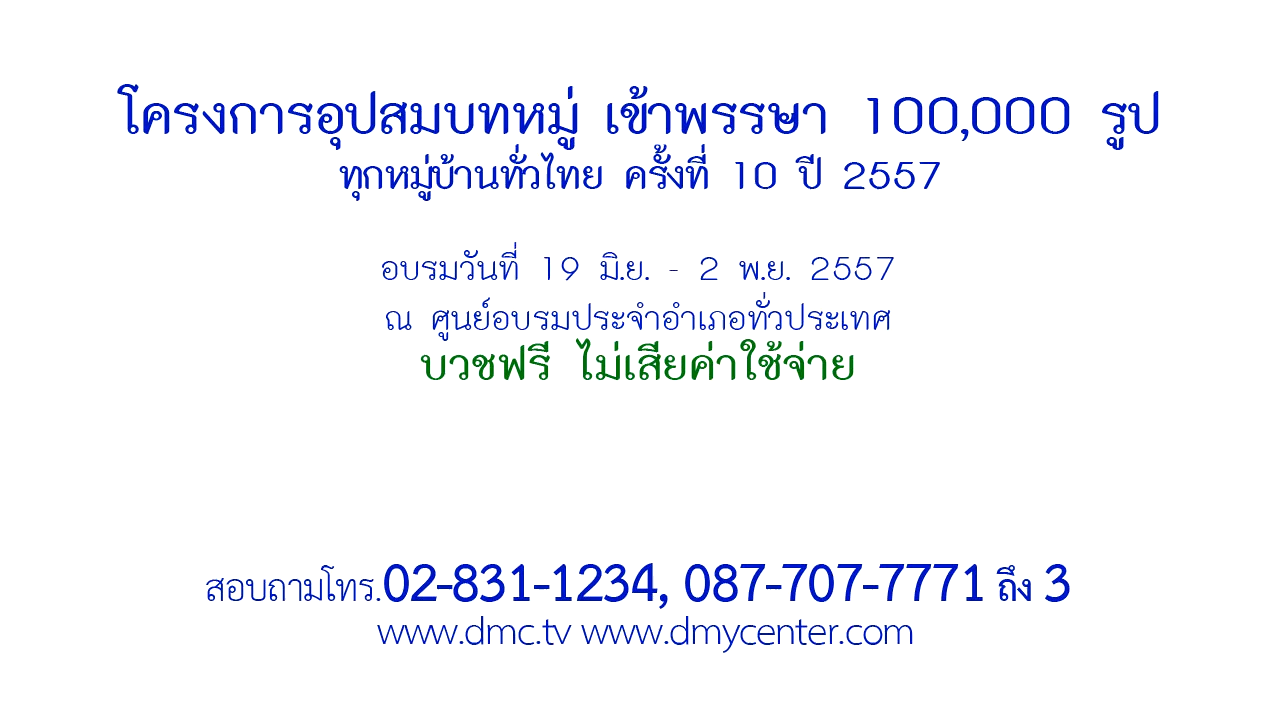 โครงการอุปสมบทหมู่ เข้าพรรษา 100,000 รูป
ทุกหมู่บ้านทั่วไทย ครั้งที่ 10 ปี 2557
อบรมวันที่ 19 มิ.ย. - 2 พ.ย. 2557
ณ ศูนย์อบรมประจำอำเภอทั่วประเทศ
บวชฟรี ไม่เสียค่าใช้จ่าย
สอบถามโทร.02-831-1234, 087-707-7771 ถึง 3
www.dmc.tv www.dmycenter.com